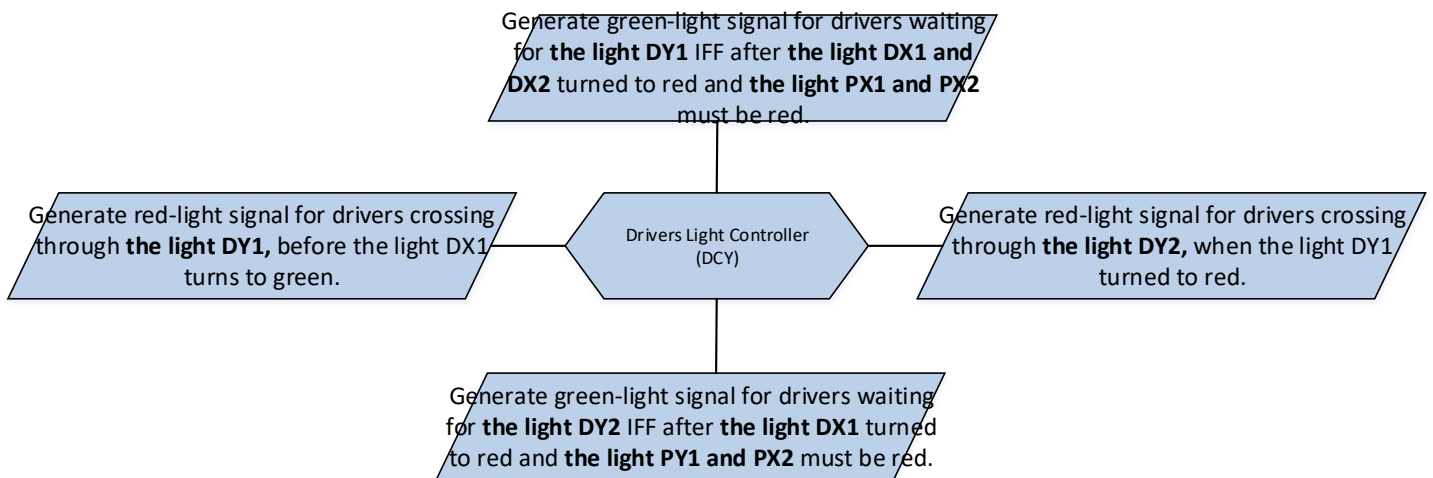 Generate green-light signal for drivers waiting
for the light DY1 IFF after the light DX1 and
DX2 turned to red and the light PX1 and PX2
must be red.
Generate red-light signal for drivers crossing
through the light DY1, before the light DX1
turns to green.
Drivers Light Controller
(DCY)
Generate red-light signal for drivers crossing
through the light DY2, when the light DY1
turned to red.
Generate green-light signal for drivers waiting
for the light DY2 IFF after the light DX1 turned
to red and the light PY1 and PX2 must be red.